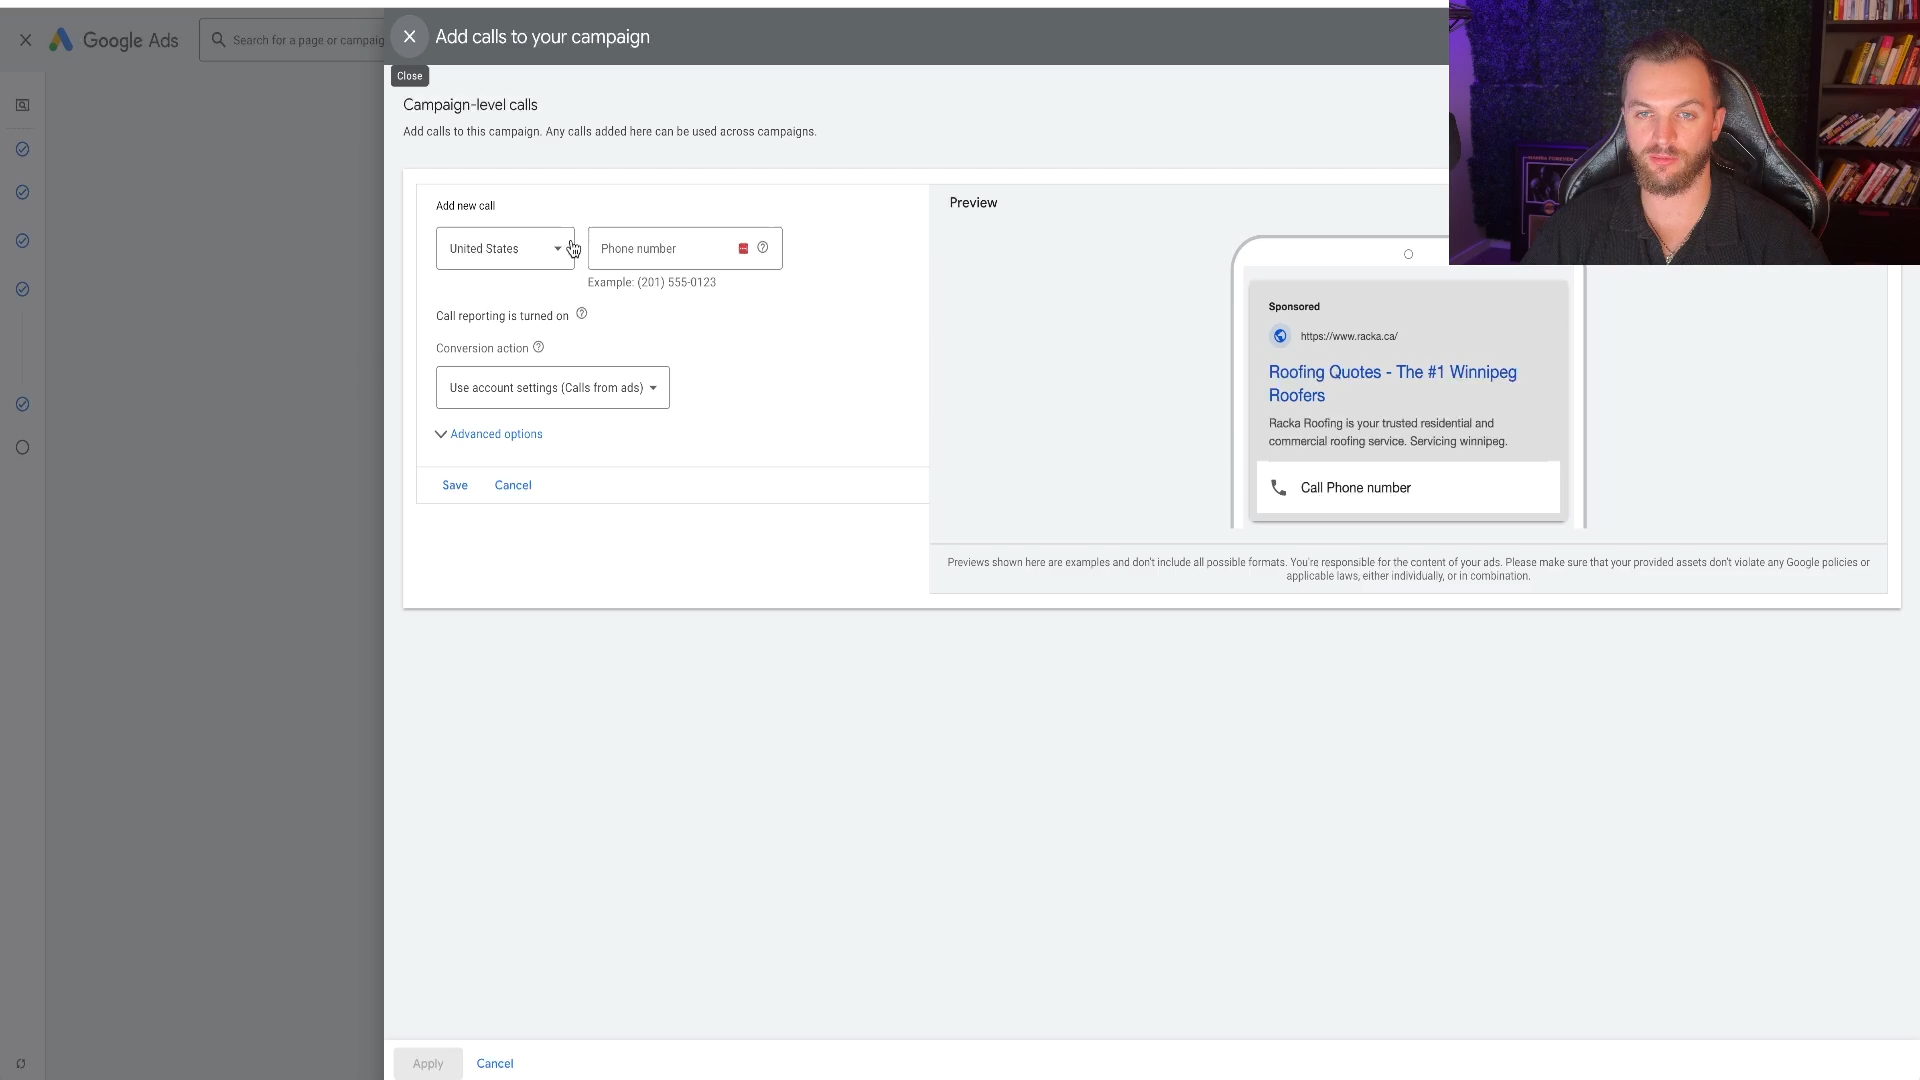 Google Ads
Search for a page or campaig
Add calls to your campaign
Close
Campaign-level calls
Add calls to this campaign. Any calls added here can be used across campaigns.
Add new call
United States
Phone number
Example: (201) 555-0123
Call reporting is turned on
Conversion action
Use account settings (Calls from ads)
Advanced options
Save
Cancel
Preview
Sponsored
https://www.racka.ca/
Roofing Quotes - The #1 Winnipeg
Roofers
Racka Roofing is your trusted residential and
commercial roofing service. Servicing winnipeg.
Call Phone number
Previews shown here are examples and don't include all possible formats. You're responsible for the content of your ads. Please make sure that your provided assets don't violate any Google policies or
applicable laws, either individually, or in combination.
Apply
Cancel